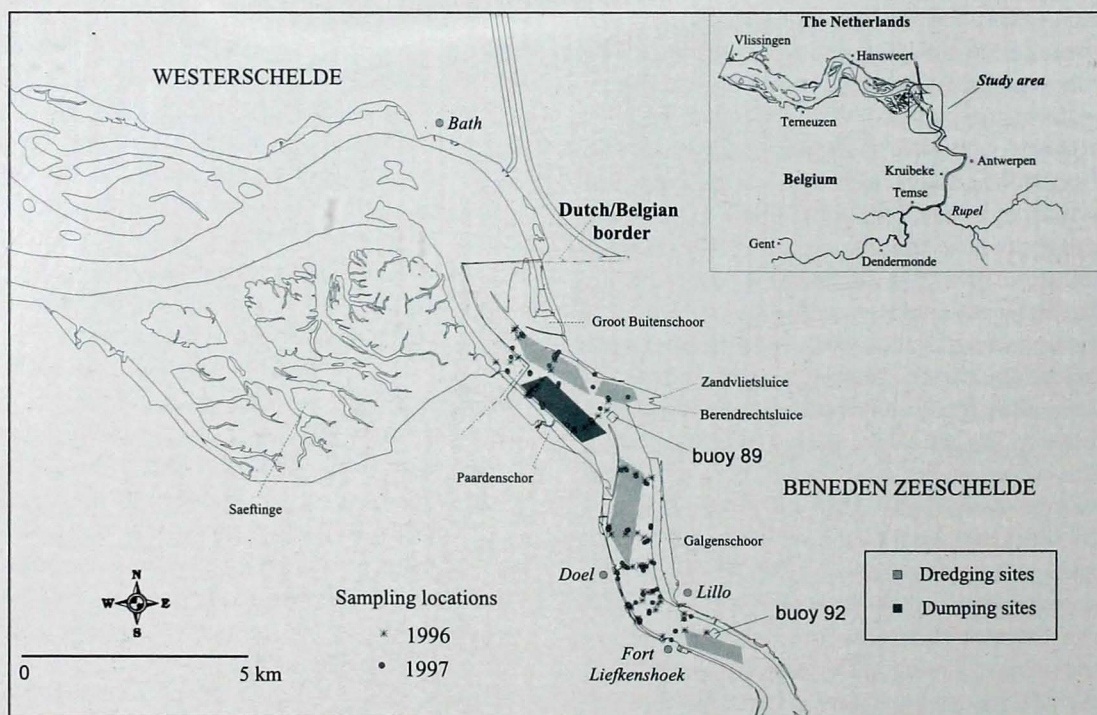 The Netherlands
Vlissingen
Hansweert
Study area
Terneuzen
Antwerpen
Kruibeke
Belgium
Temse
Rupel
Gent
Dendermonde
WESTERSCHELDE
Bath
Dutch/Belgian
border
Groot Buitenschoor
Zandvlietsluice
Berendrechtsluice
buoy 89
Paardenschor
BENEDEN ZEESCHELDE
Saeftinge
Galgenschoor
Doel
Lillo
buoy 92
Fort
Liefkenshoek
Dredging sites
Dumping sites
N
W E
S
Sampling locations
1996
1997
0 5 km